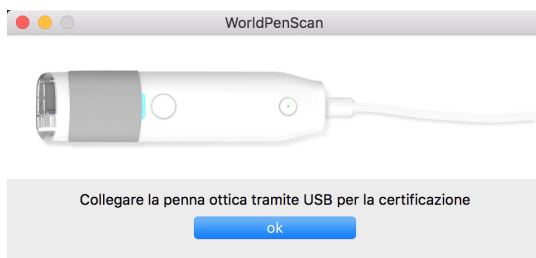 WorldPenScan
Collegare la penna ottica tramite USB per la certificazione
ok